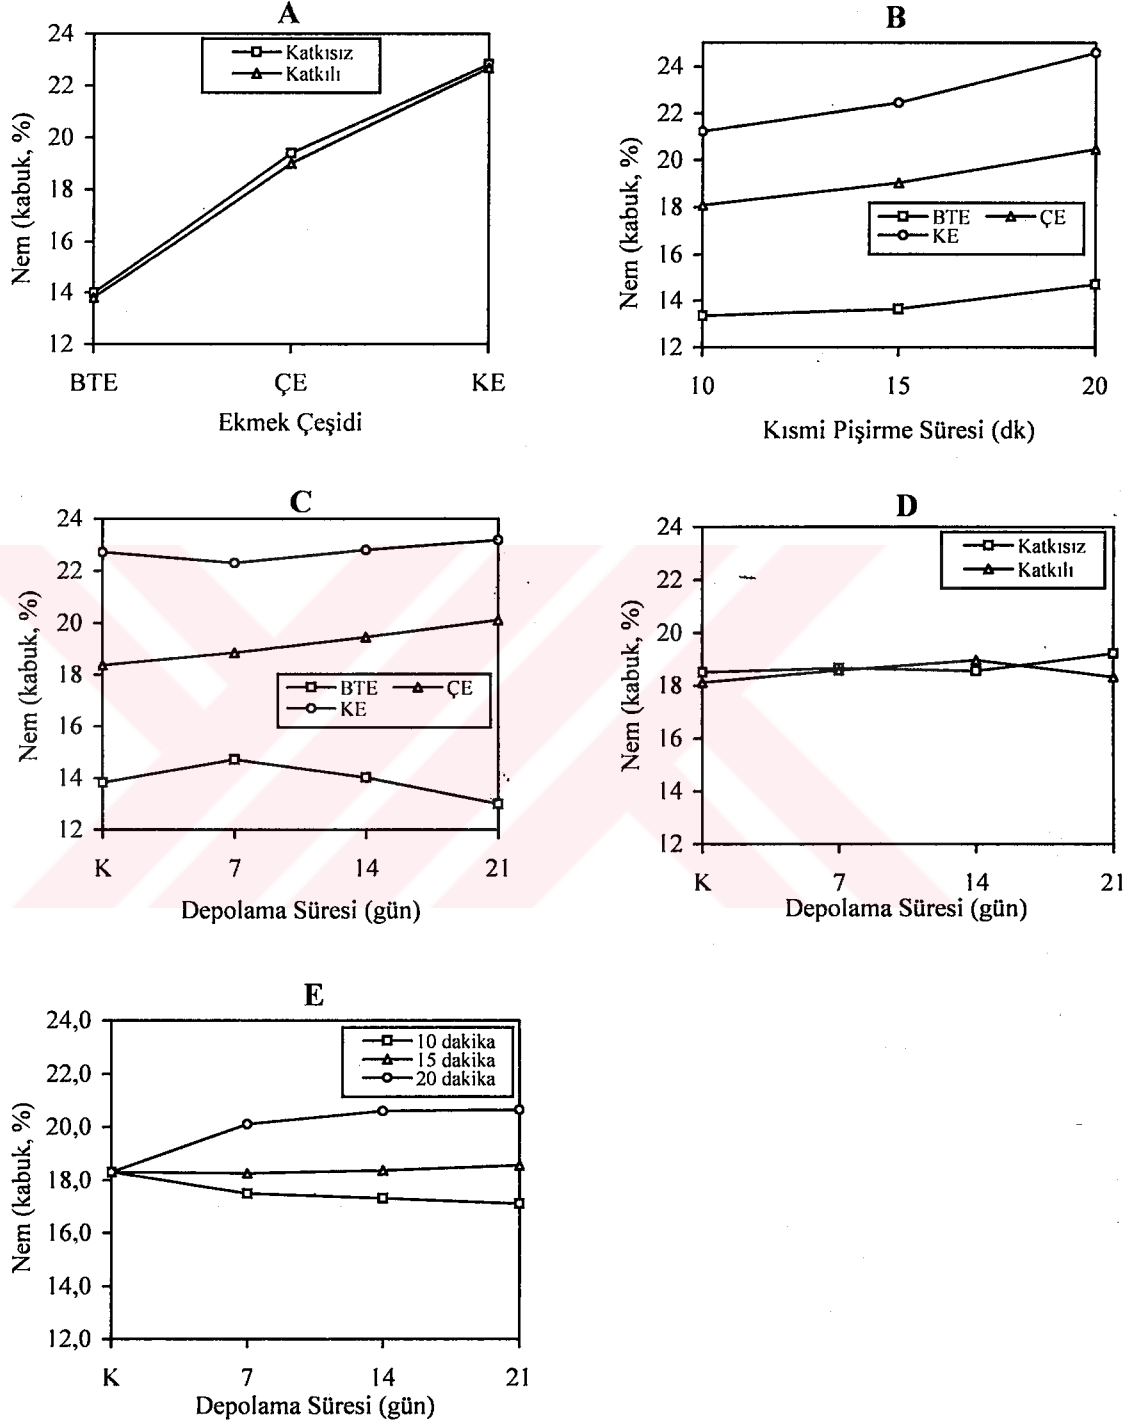 A
24
22
20
18
16
14
12
Nem (kabuk, %)
Katkısız
Katkılı
BTE ÇE KE
Ekmek Çeşidi
B
24
22
20
18
16
14
12
Nem (kabuk, %)
BTE ÇE
KE
10 15 20
Kısmi Pişirme Süresi (dk)
C
24
22
20
18
16
14
12
Nem (kabuk, %)
BTE ÇE
KE
K 7 14 21
Depolama Süresi (gün)
D
24
22
20
18
16
14
12
Nem (kabuk, %)
Katkısız
Katkılı
K 7 14 21
Depolama Süresi (gün)
E
24,0
22,0
20,0
18,0
16,0
14,0
12,0
Nem (kabuk, %)
10 dakika
15 dakika
20 dakika
K 7 14 21
Depolama Süresi (gün)